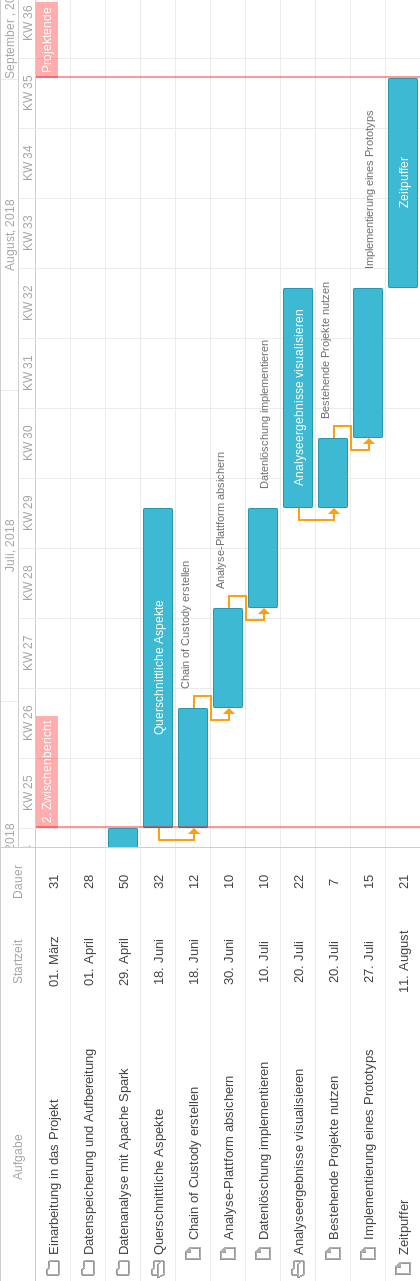 Aufgabe Startzeit Dauer
2018 Juli, 2018 August, 2018 September , 20
KW 25 KW 26 KW 27 KW 28 KW 29 KW 30 KW 31 KW 32 KW 33 KW 34 KW 35 KW 36
Einarbeitung in das Projekt 01. März 31
2. Zwischenbericht Projektende
Datenspeicherung und Aufbereitung 01. April 28
Datenanalyse mit Apache Spark 29. April 50
Querschnittliche Aspekte 18. Juni 32
Querschnittliche Aspekte
Chain of Custody erstellen 18. Juni 12
Chain of Custody erstellen
Analyse-Plattform absichern 30. Juni 10
Analyse-Plattform absichern
Datenlöschung implementieren 10. Juli 10
Datenlöschung implementieren
Analyseergebnisse visualisieren 20. Juli 22
Analyseergebnisse visualisieren
Bestehende Projekte nutzen 20. Juli 7
Bestehende Projekte nutzen
Implementierung eines Prototyps 27. Juli 15
Implementierung eines Prototyps
Zeitpuffer 11. August 21
Zeitpuffer